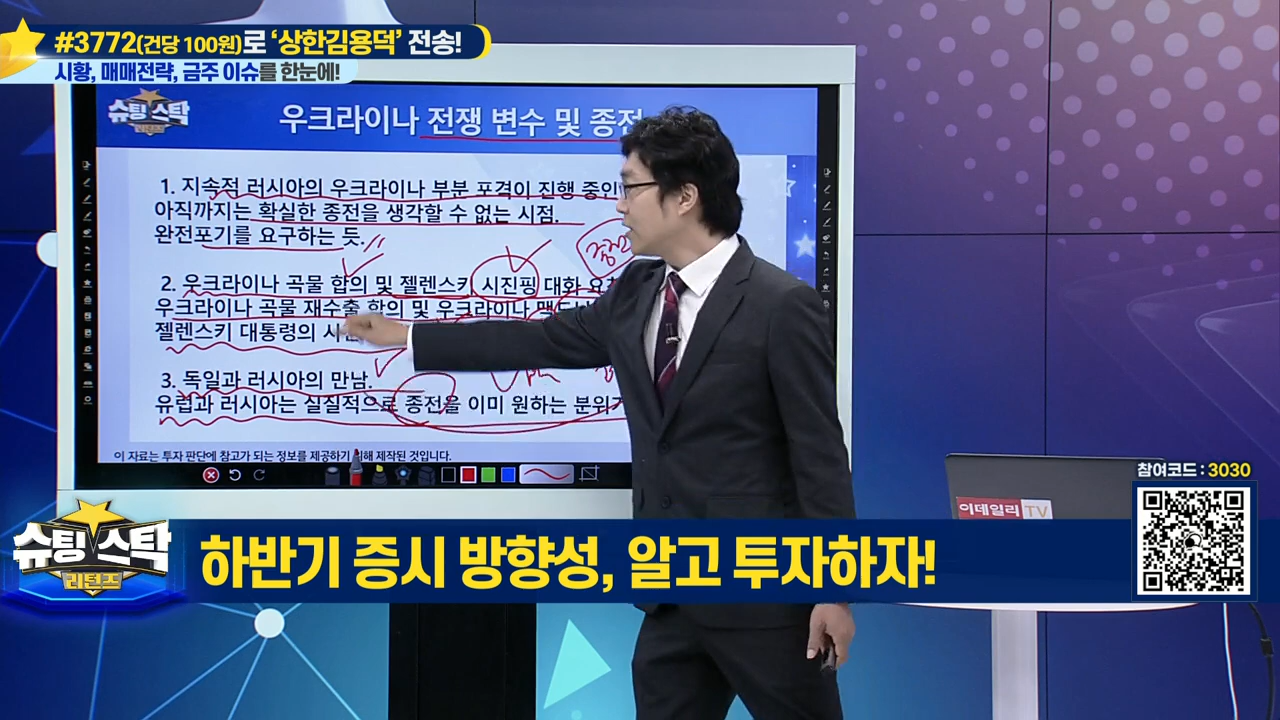 #3772(건당 100원)로 ‘상한김용덕’ 전송!
시황, 매매전략, 금주 이슈를 한눈에!
슈팅스탁
리턴즈
우크라이나 전쟁 변수 및 종전
1. 지속적 러시아의 우크라이나 부분 포격이 진행 중인
아직까지는 확실한 종전을 생각할 수 없는 시점.
완전포기를 요구하는 듯.
2. 우크라이나 곡물 합의 및 젤렌스키 시진핑 대화
우크라이나 곡물 재수출 합의 및 우크라이나
젤렌스키 대통령의
3. 독일과 러시아의 만남.
유럽과 러시아는 실질적으로 종전을 이미 원하는
이 자료는 투자 판단에 참고가 되는 정보를 제공하기 위해 제작된 것입니다.
참여코드 : 3030
이데일리TV
슈팅스탁
리턴즈
하반기 증시 방향성, 알고 투자하자!